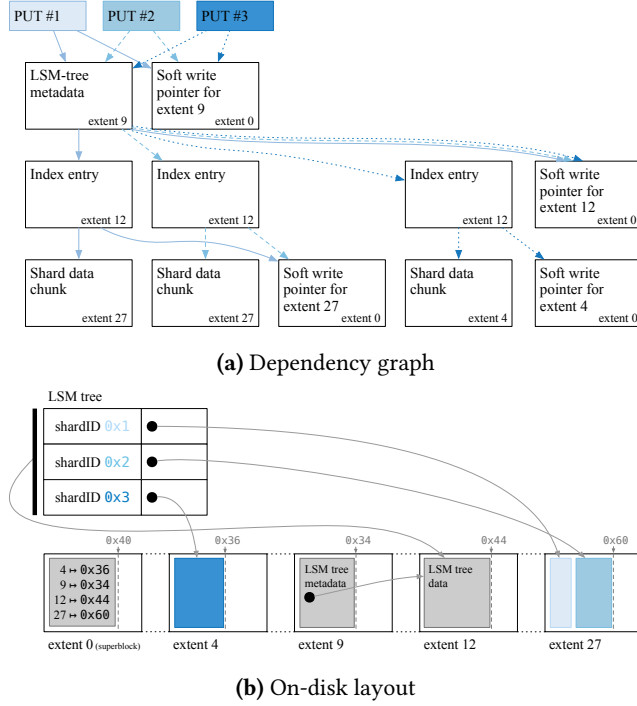 PUT #1
PUT #2
PUT #3
LSM-tree
metadata
extent 9
Soft write
pointer for
extent 9
extent 0
Index entry
extent 12
Index entry
extent 12
Index entry
extent 12
Soft write
pointer for
extent 12
extent 0
Shard data
chunk
extent 27
Shard data
chunk
extent 27
Soft write
pointer for
extent 27
extent 0
Shard data
chunk
extent 4
Soft write
pointer for
extent 4
extent 0
(a) Dependency graph
LSM tree
shardID 0x1
shardID 0x2
shardID 0x3
0x40
0x36
0x34
0x44
0x60
4 ↦ 0x36
9 ↦ 0x34
12 ↦ 0x44
27 ↦ 0x60
LSM tree
metadata
LSM tree
data
extent 0 (superblock)
extent 4
extent 9
extent 12
extent 27
(b) On-disk layout